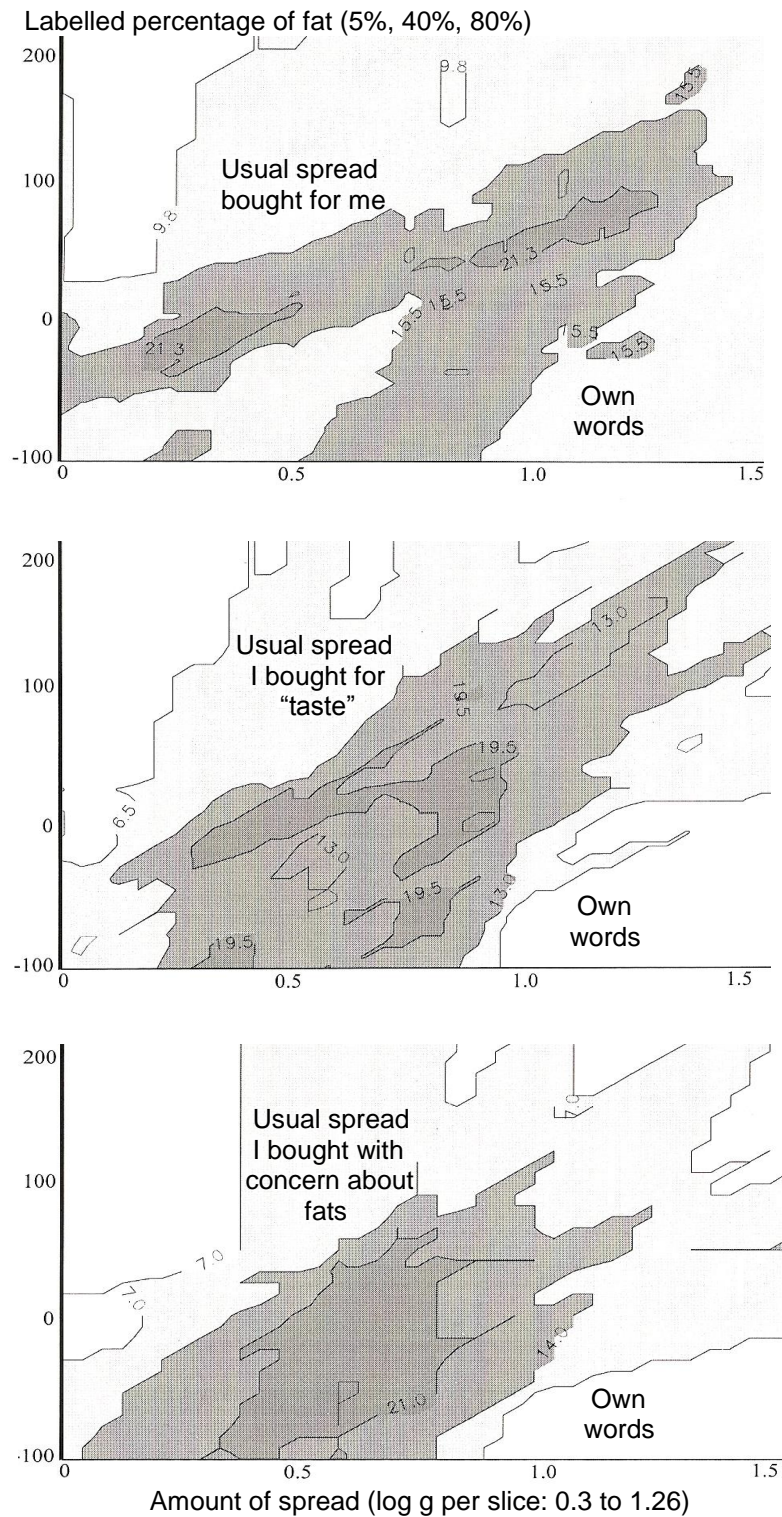 Labelled percentage of fat (5%, 40%, 80%)
200
9.8
15.5
Usual spread
bought for me
100
9.8
21.3
15.5
15.5
0
15.5
21.3
15.5
15.5
Own
words
-100
0
0.5
1.0
1.5
200
13.0
Usual spread
I bought for
“taste”
100
19.5
19.5
6.5
0
13.0
19.5
13.0
Own
words
19.5
-100
0
0.5
1.0
1.5
200
7.0
Usual spread
I bought with
concern about
fats
100
7.0
7.0
0
14.0
21.0
Own
words
-100
0
0.5
1.0
1.5
Amount of spread (log g per slice: 0.3 to 1.26)